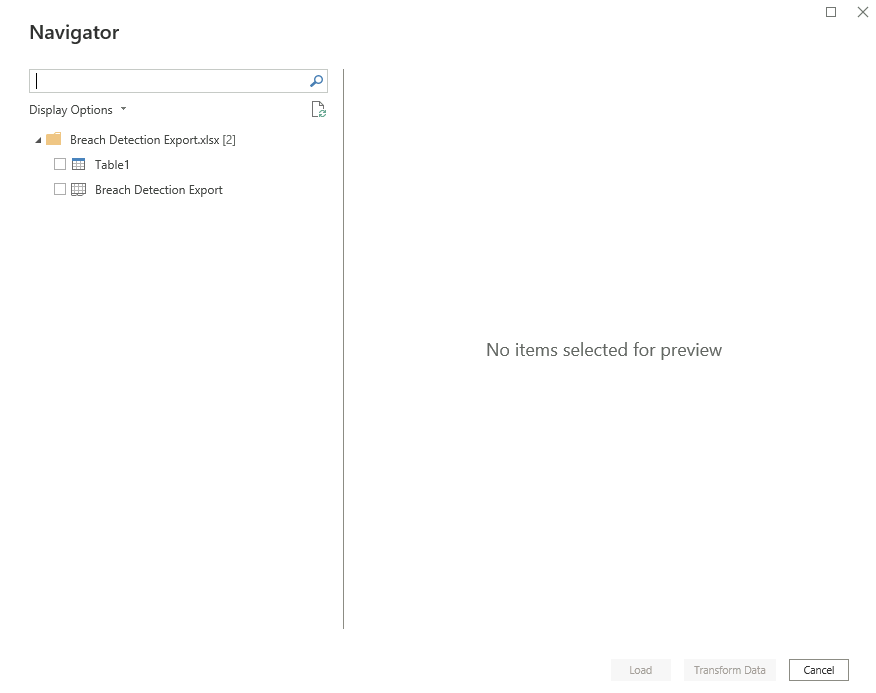 Navigator
Display Options
Breach Detection Export.xlsx [2]
Table1
Breach Detection Export
No items selected for preview
Load
Transform Data
Cancel